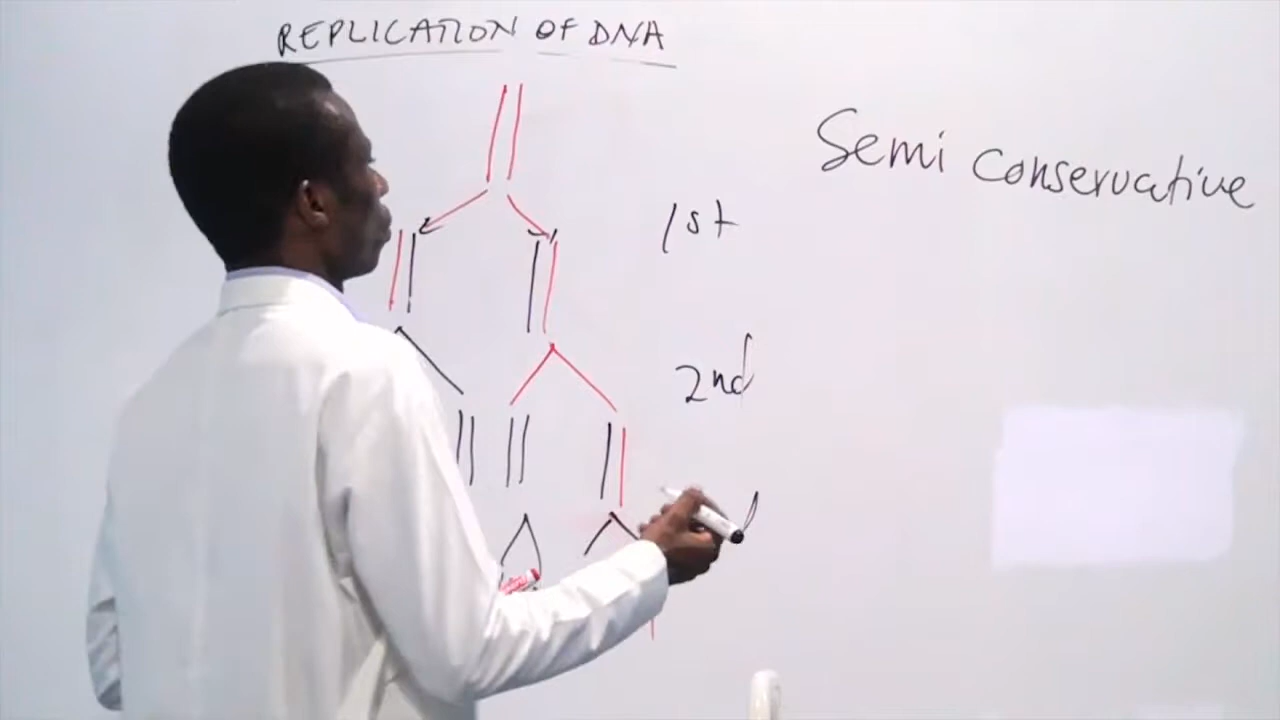 REPLICATION OF DNA
Semi conservative
1st
2nd